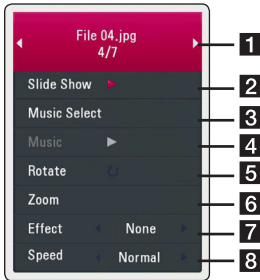 File 04.jpg 1
4/7
Slide Show 2
Music Select 3
Music 4
Rotate 5
Zoom 6
Effect None 7
Speed Normal 8